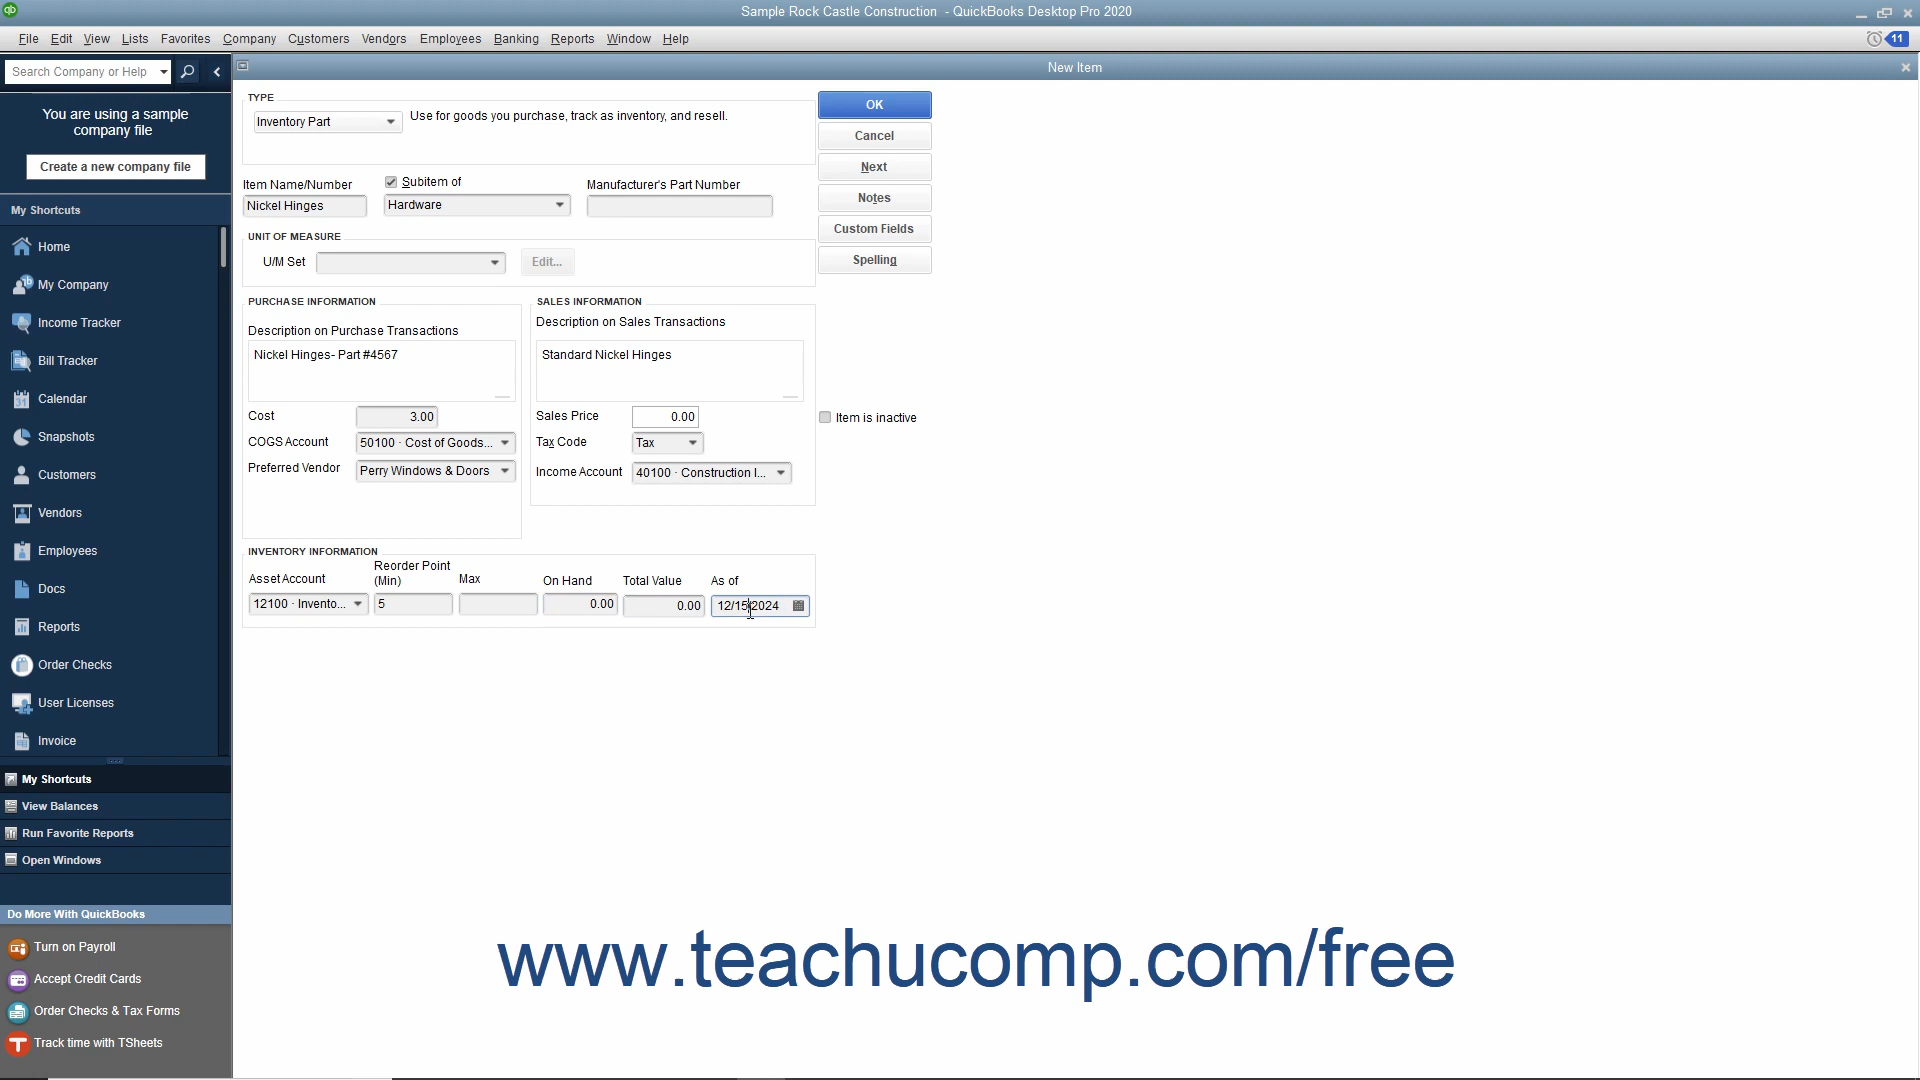 Sample Rock Castle Construction - QuickBooks Desktop Pro 2020
File Edit View Lists Favorites Company Customers Vendors Employees Banking Reports Window Help
11
Search Company or Help
New Item
You are using a sample
company file
Create a new company file
My Shortcuts
Home
My Company
Income Tracker
Bill Tracker
Calendar
Snapshots
Customers
Vendors
Employees
Docs
Reports
Order Checks
User Licenses
Invoice
My Shortcuts
View Balances
Run Favorite Reports
Open Windows
Do More With QuickBooks
Turn on Payroll
Accept Credit Cards
Order Checks & Tax Forms
Track time with TSheets
TYPE
Inventory Part
Use for goods you purchase, track as inventory, and resell.
OK
Cancel
Next
Notes
Custom Fields
Spelling
Item Name/Number
Subitem of
Manufacturer's Part Number
Nickel Hinges
Hardware
UNIT OF MEASURE
U/M Set
Edit...
PURCHASE INFORMATION
Description on Purchase Transactions
Nickel Hinges- Part #4567
Cost 3.00
COGS Account 50100 · Cost of Goods...
Preferred Vendor Perry Windows & Doors
SALES INFORMATION
Description on Sales Transactions
Standard Nickel Hinges
Sales Price 0.00
Tax Code Tax
Income Account 40100 · Construction I...
Item is inactive
INVENTORY INFORMATION
Asset Account
Reorder Point
(Min)
Max
On Hand
Total Value
As of
12100 · Invento... 5 0.00 0.00 12/15/2024
www.teachucomp.com/free